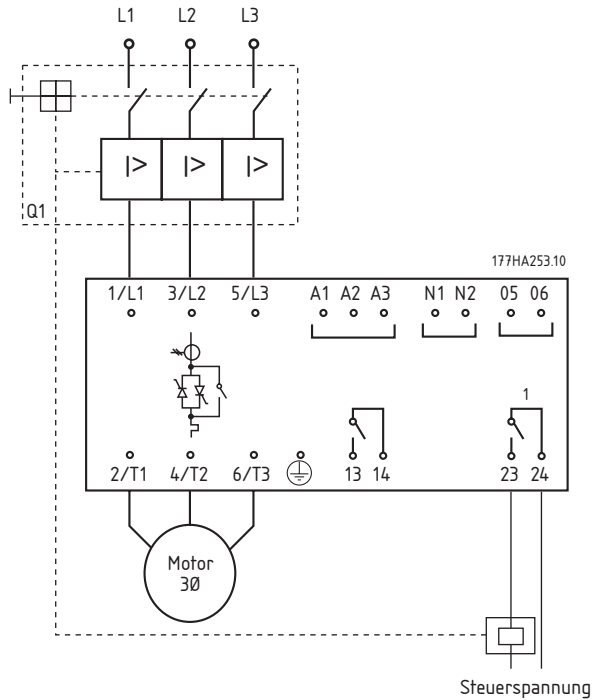 L1 L2 L3
I> I> I>
Q1
177HA253.10
1/L1 3/L2 5/L3 A1 A2 A3 N1 N2 05 06
1
2/T1 4/T2 6/T3 13 14 23 24
Motor
3Ø
Steuerspannung